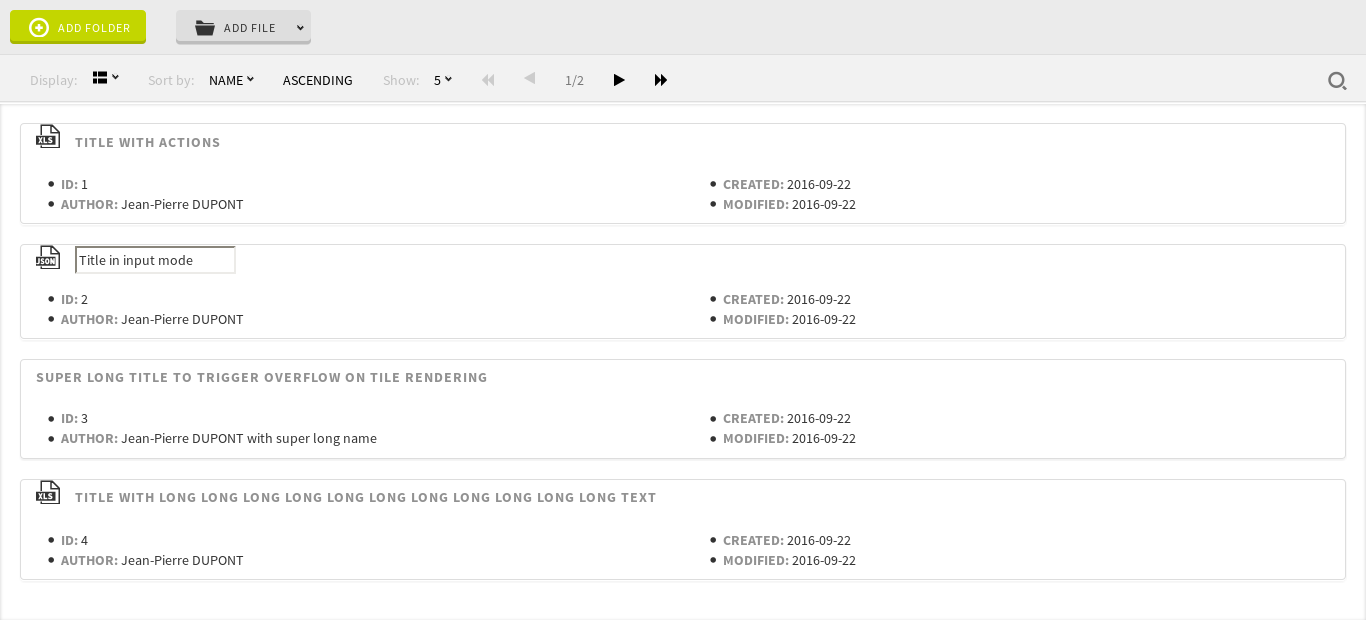 ADD FOLDER ADD FILE
Display: Sort by: NAME ASCENDING Show: 5 1/2
XLS TITLE WITH ACTIONS
ID: 1 CREATED: 2016-09-22
AUTHOR: Jean-Pierre DUPONT MODIFIED: 2016-09-22
JSON Title in input mode
ID: 2 CREATED: 2016-09-22
AUTHOR: Jean-Pierre DUPONT MODIFIED: 2016-09-22
SUPER LONG TITLE TO TRIGGER OVERFLOW ON TILE RENDERING
ID: 3 CREATED: 2016-09-22
AUTHOR: Jean-Pierre DUPONT with super long name MODIFIED: 2016-09-22
XLS TITLE WITH LONG LONG LONG LONG LONG LONG LONG LONG LONG LONG LONG TEXT
ID: 4 CREATED: 2016-09-22
AUTHOR: Jean-Pierre DUPONT MODIFIED: 2016-09-22